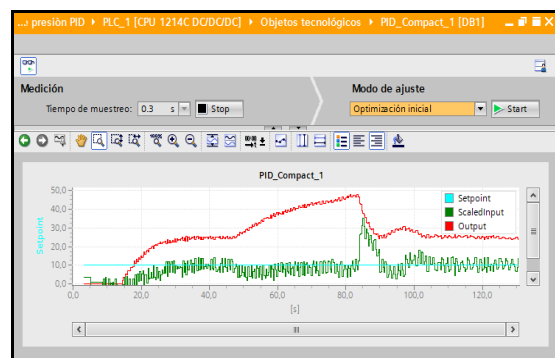 ...o presión PID ▸ PLC_1 [CPU 1214C DC/DC/DC] ▸ Objetos tecnológicos ▸ PID_Compact_1 [DB1]
Medición
Modo de ajuste
Tiempo de muestreo: 0.3 s Stop
Optimización inicial Start
PID_Compact_1
Setpoint
50,0
40,0
30,0
20,0
10,0
0,0
Setpoint
ScaledInput
Output
0,0 20,0 40,0 60,0 80,0 100,0 120,0
[s]